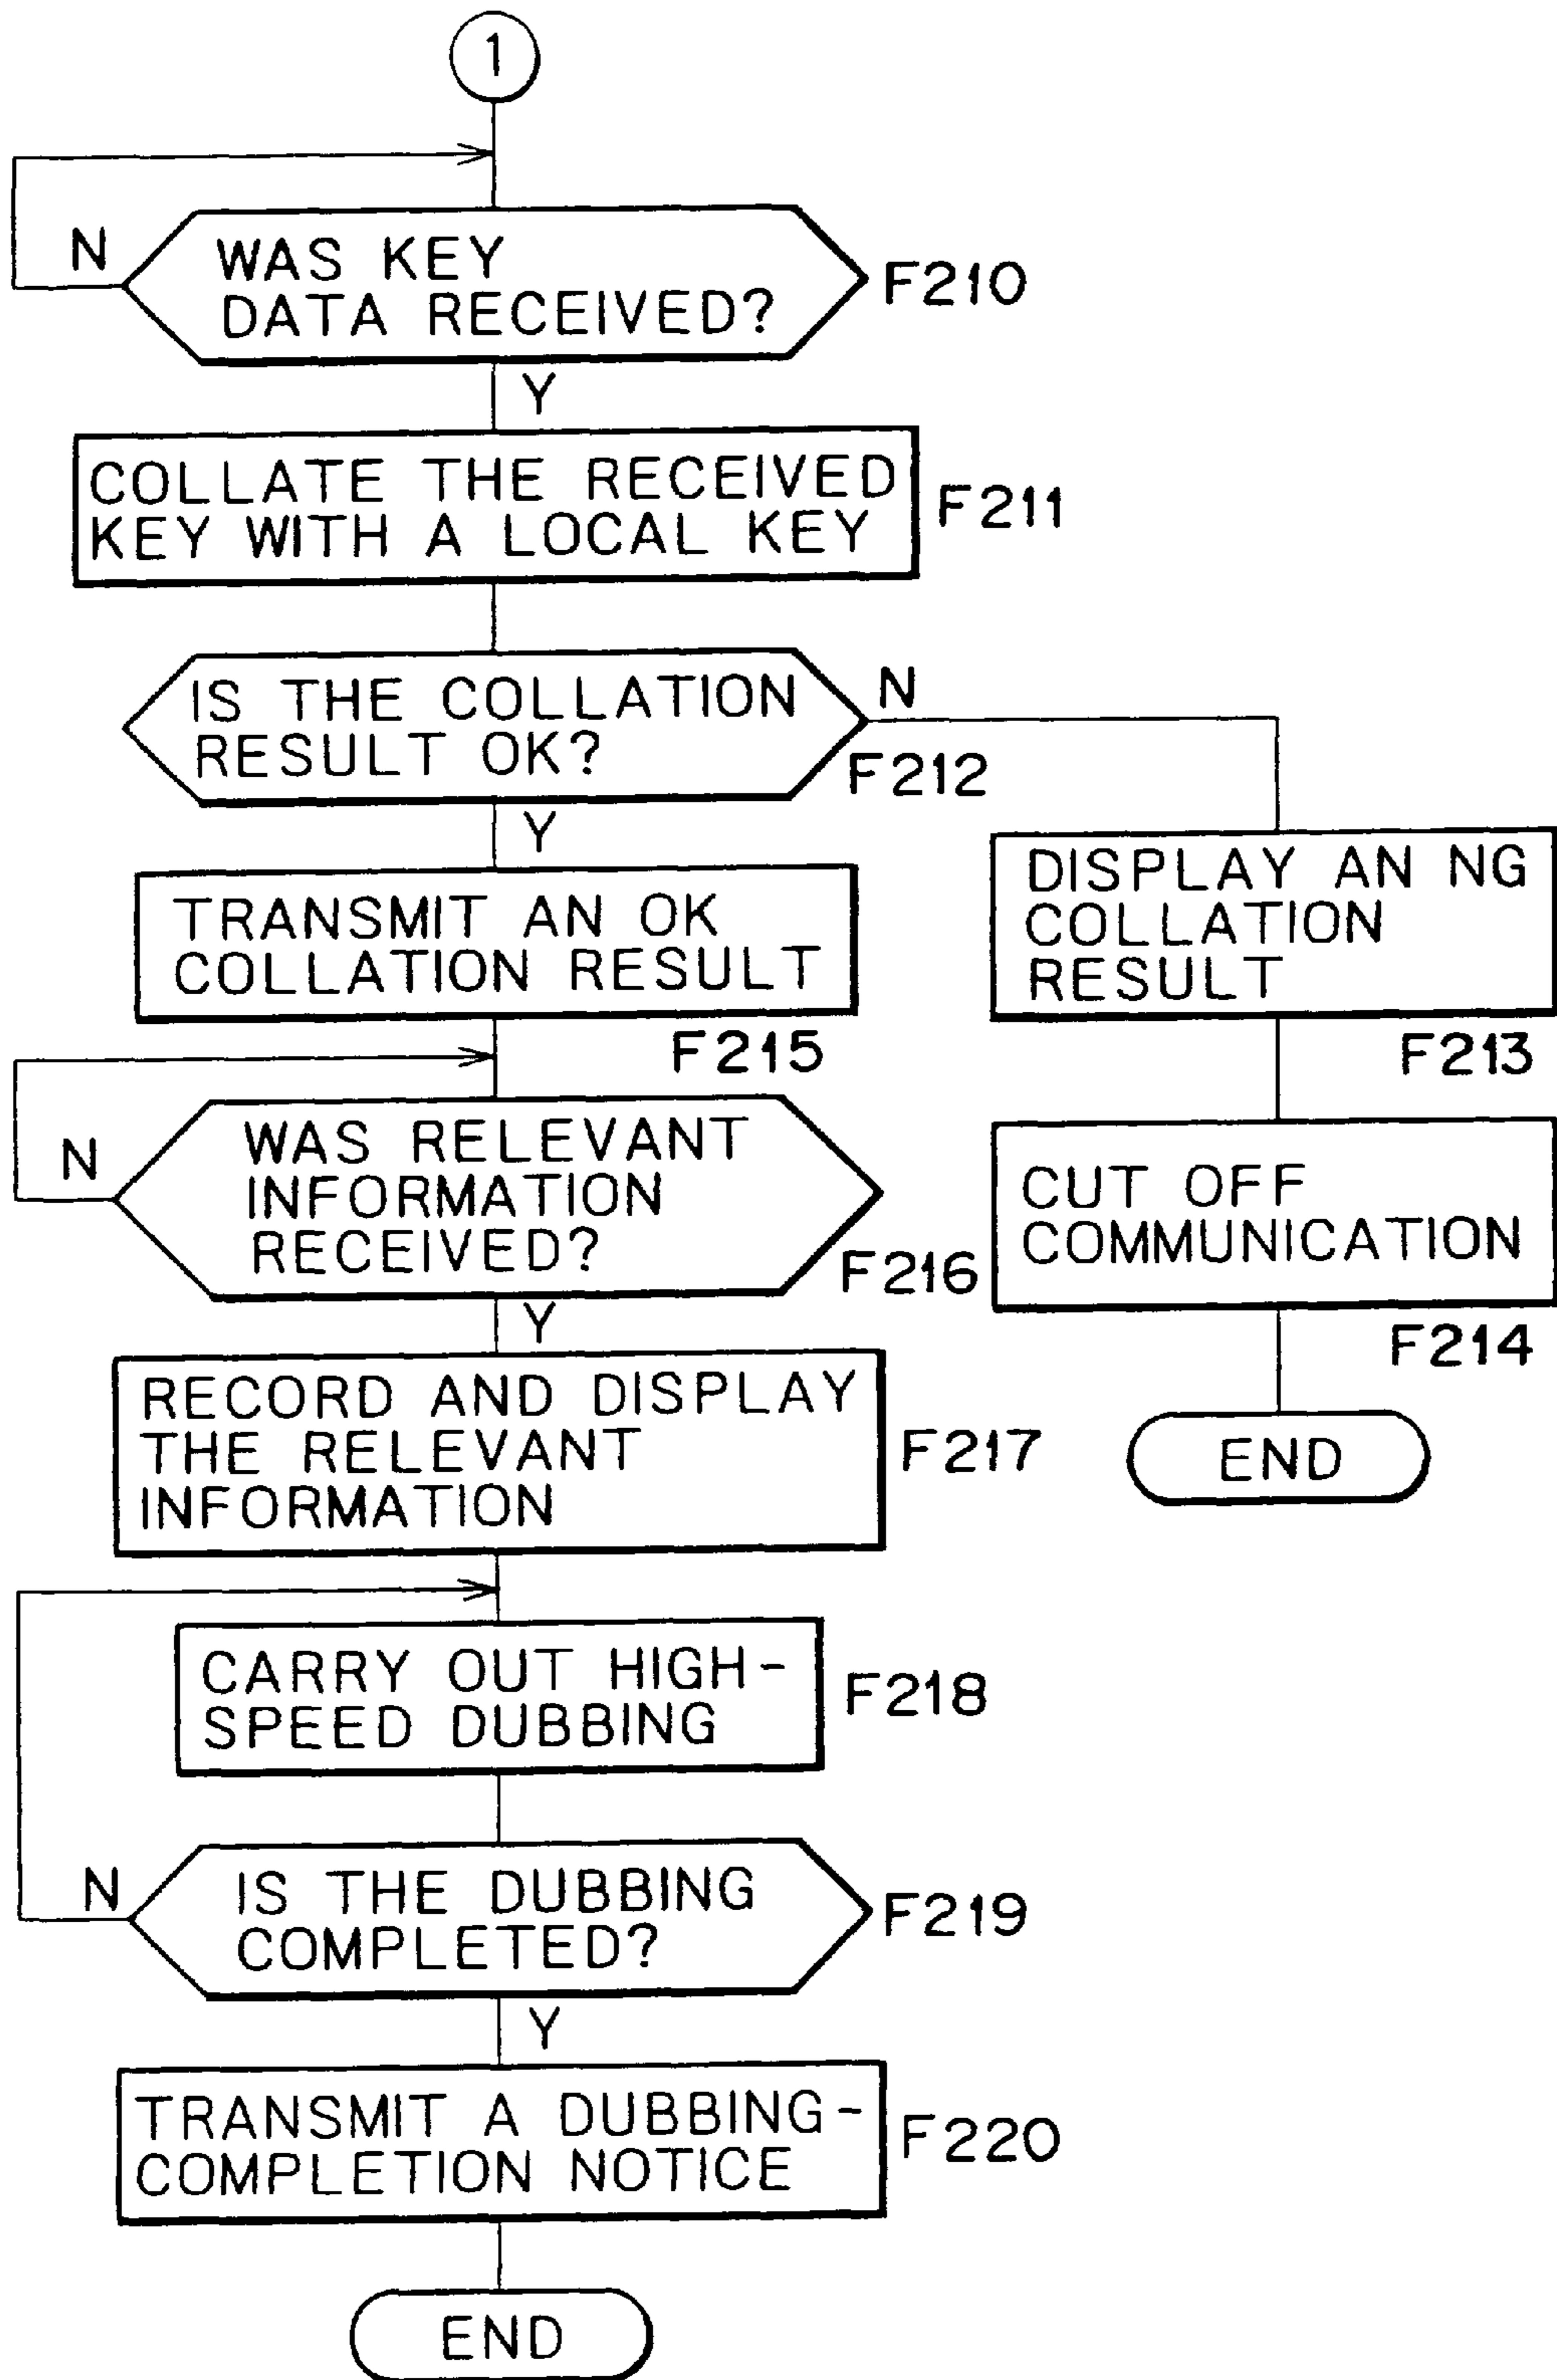 1
N
WAS KEY
DATA RECEIVED?
F210
Y
COLLATE THE RECEIVED
KEY WITH A LOCAL KEY
F211
IS THE COLLATION
RESULT OK?
N
F212
Y
TRANSMIT AN OK
COLLATION RESULT
F215
DISPLAY AN NG
COLLATION
RESULT
F213
N
WAS RELEVANT
INFORMATION
RECEIVED?
F216
Y
CUT OFF
COMMUNICATION
F214
END
RECORD AND DISPLAY
THE RELEVANT
INFORMATION
F217
CARRY OUT HIGH-
SPEED DUBBING
F218
N
IS THE DUBBING
COMPLETED?
F219
Y
TRANSMIT A DUBBING-
COMPLETION NOTICE
F220
END